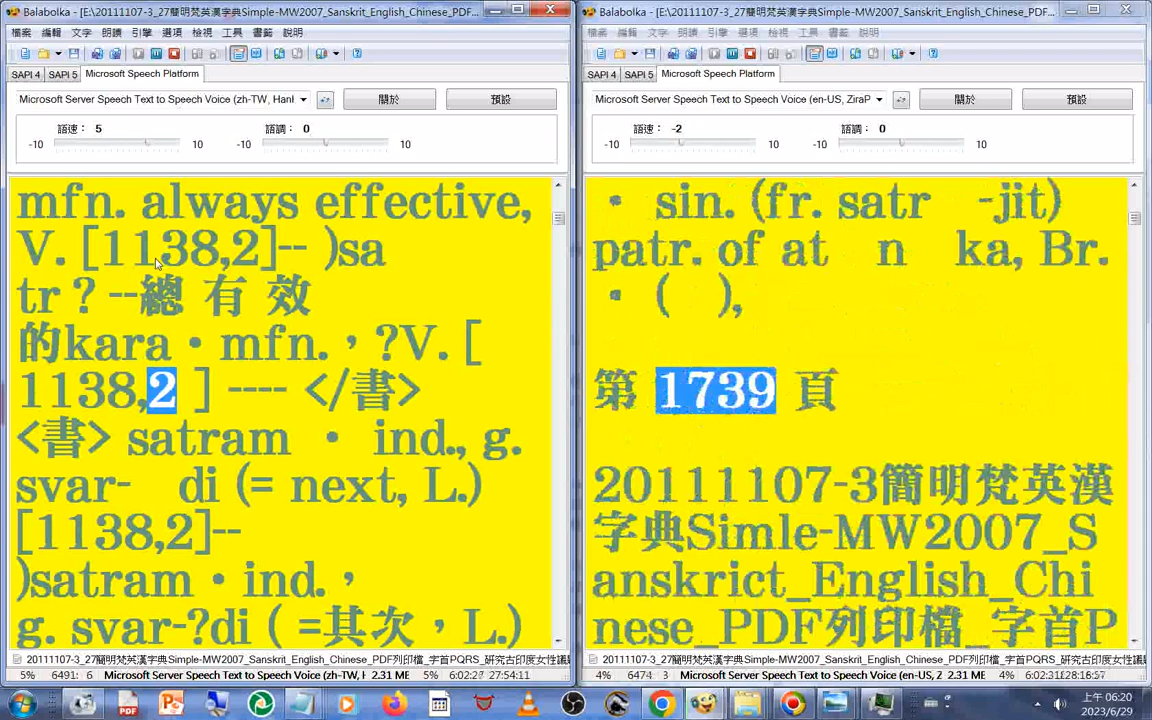 Balabolka - [E:\20111107-3_27簡明梵英漢字典Simple-MW2007_Sanskrit_English_Chinese_PDF...
檔案 編輯 文字 朗讀 引擎 選項 檢視 工具 書籤 說明
SAPI 4 SAPI 5 Microsoft Speech Platform
Microsoft Server Speech Text to Speech Voice (zh-TW, Hanl
關於
預設
語速： 5 語調： 0
-10 10 -10 10
mfn. always effective,
V. [1138,2]-- )sa
tr ? --總 有 效
的kara • mfn.，?V. [
1138,2 ] ---- </書>
<書> satram • ind., g.
svar- di (= next, L.)
[1138,2]--
)satram • ind.，
g. svar-?di ( =其次，L.)
20111107-3_27簡明梵英漢字典Simple-MW2007_Sanskrit_English_Chinese_PDF列印檔_字首PQRS_研究古印度女性議
5% 6491: 6 Microsoft Server Speech Text to Speech Voice (zh-TW, H 2.31 ME 5% 6:02:27 27:54:11
Balabolka - [E:\20111107-3_27簡明梵英漢字典Simple-MW2007_Sanskrit_English_Chinese_PDF...
檔案 編輯 文字 朗讀 引擎 選項 檢視 工具 書籤 說明
SAPI 4 SAPI 5 Microsoft Speech Platform
Microsoft Server Speech Text to Speech Voice (en-US, ZiraP
關於
預設
語速： -2 語調： 0
-10 10 -10 10
• sin. (fr. satr -jit)
patr. of at n ka, Br.
• ( ),
第 1739 頁
20111107-3簡明梵英漢
字典Simle-MW2007_S
anskrict_English_Chi
nese_PDF列印檔_字首P
20111107-3_27簡明梵英漢字典Simple-MW2007_Sanskrit_English_Chinese_PDF列印檔_字首PQRS_研究古印度女性議
4% 6474: 3 Microsoft Server Speech Text to Speech Voice (en-US, Z 2.31 MB 4% 6:02:31 28:16:57
PDF
上午 06:20
2023/6/29